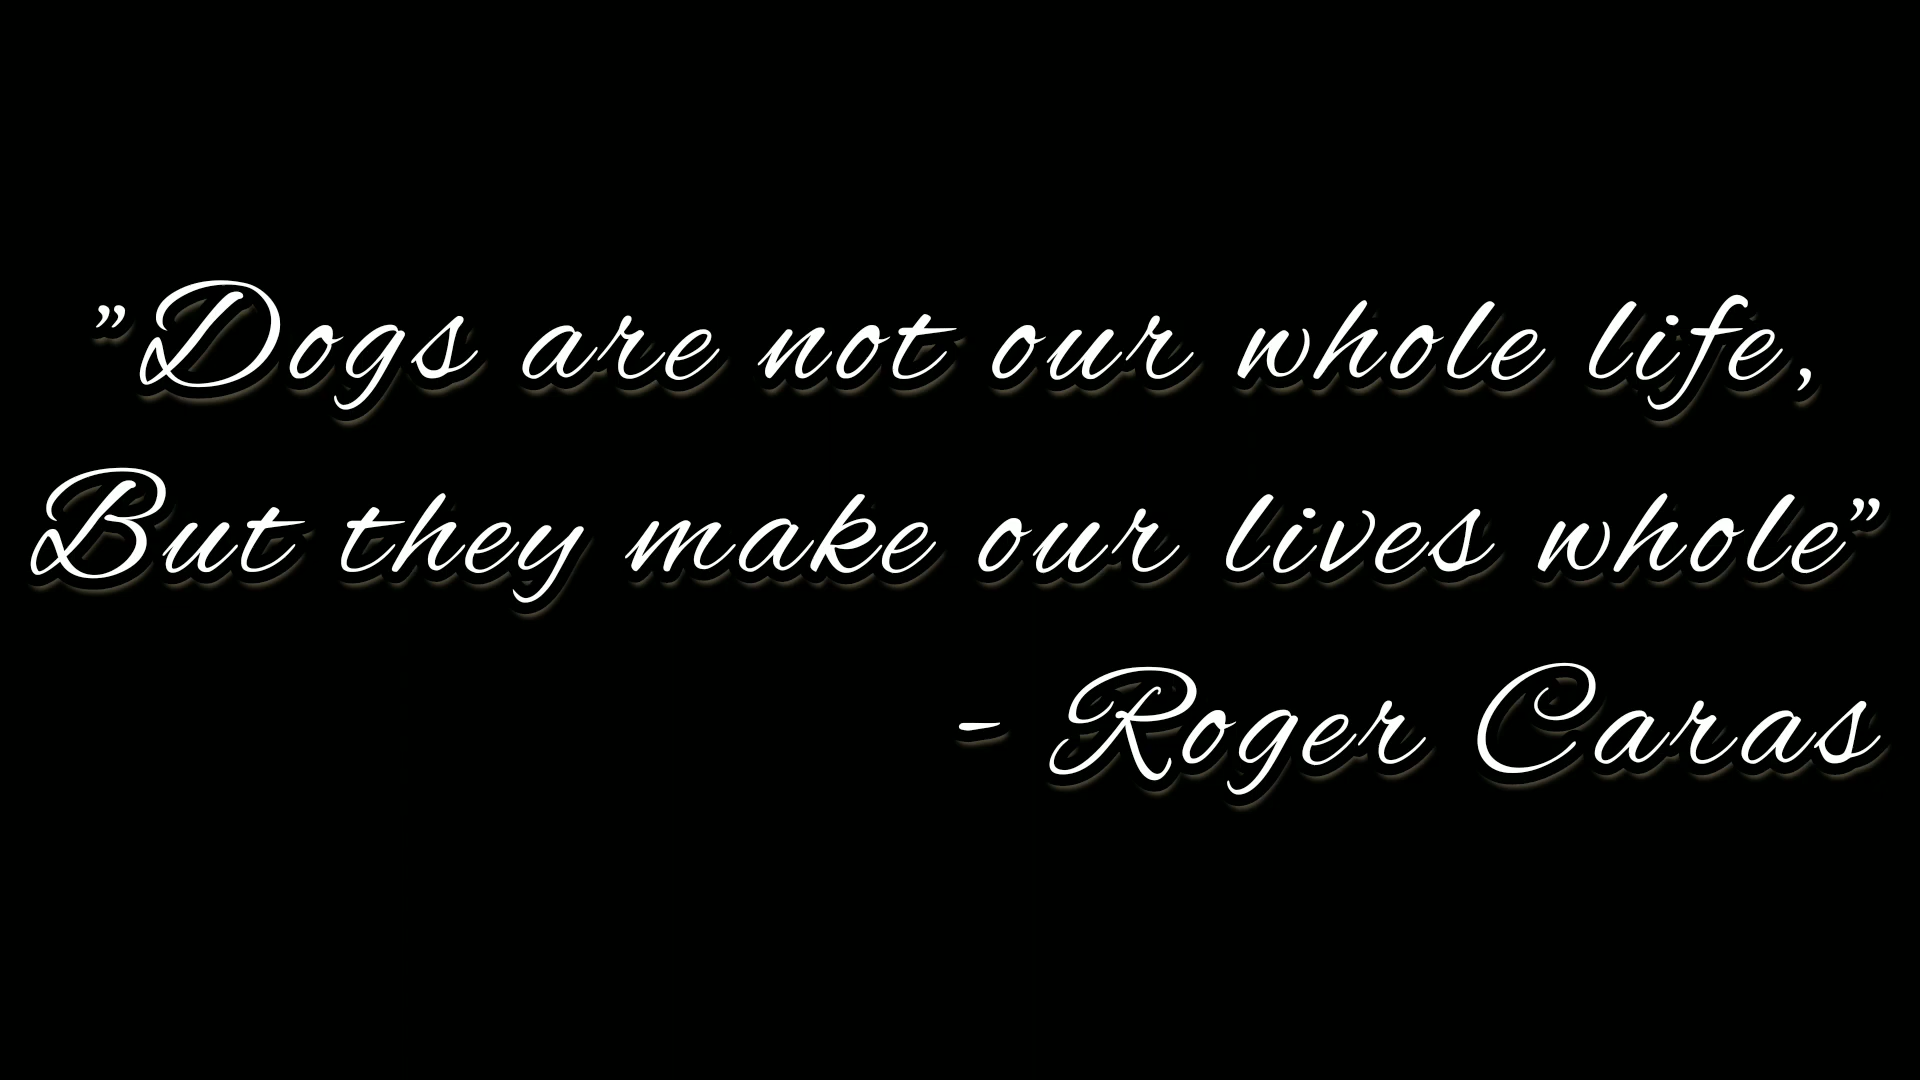 ”Dogs are not our whole life,
But they make our lives whole”
- Roger Caras